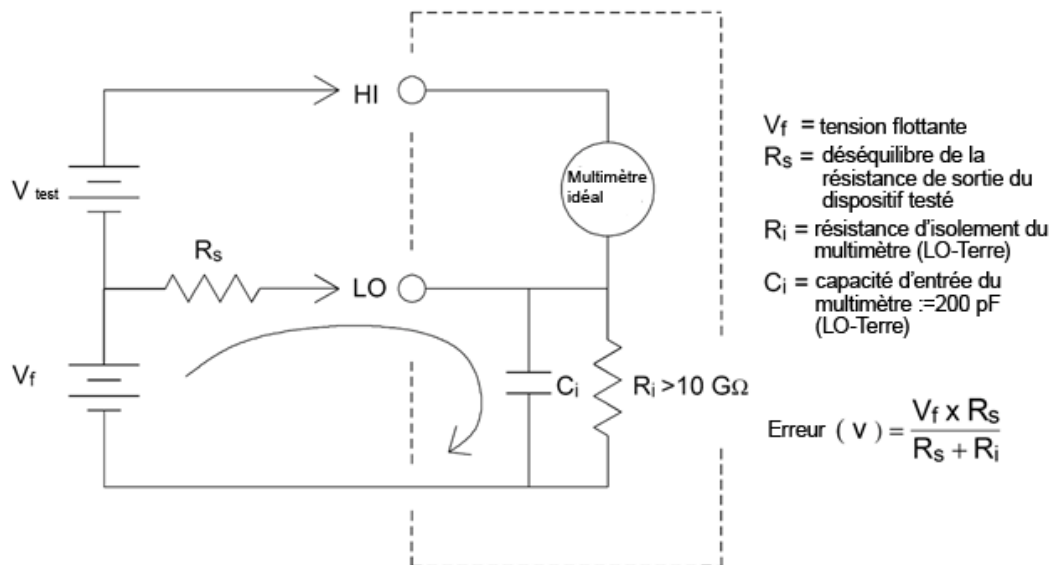 HI
V test
Multimètre
idéal
Rs
LO
Vf
Ci
Ri >10 GΩ
Vf = tension flottante
Rs = déséquilibre de la
résistance de sortie du
dispositif testé
Ri = résistance d'isolement du
multimètre (LO-Terre)
Ci = capacité d'entrée du
multimètre :=200 pF
(LO-Terre)
Erreur ( V ) = Vf x Rs
Rs + Ri